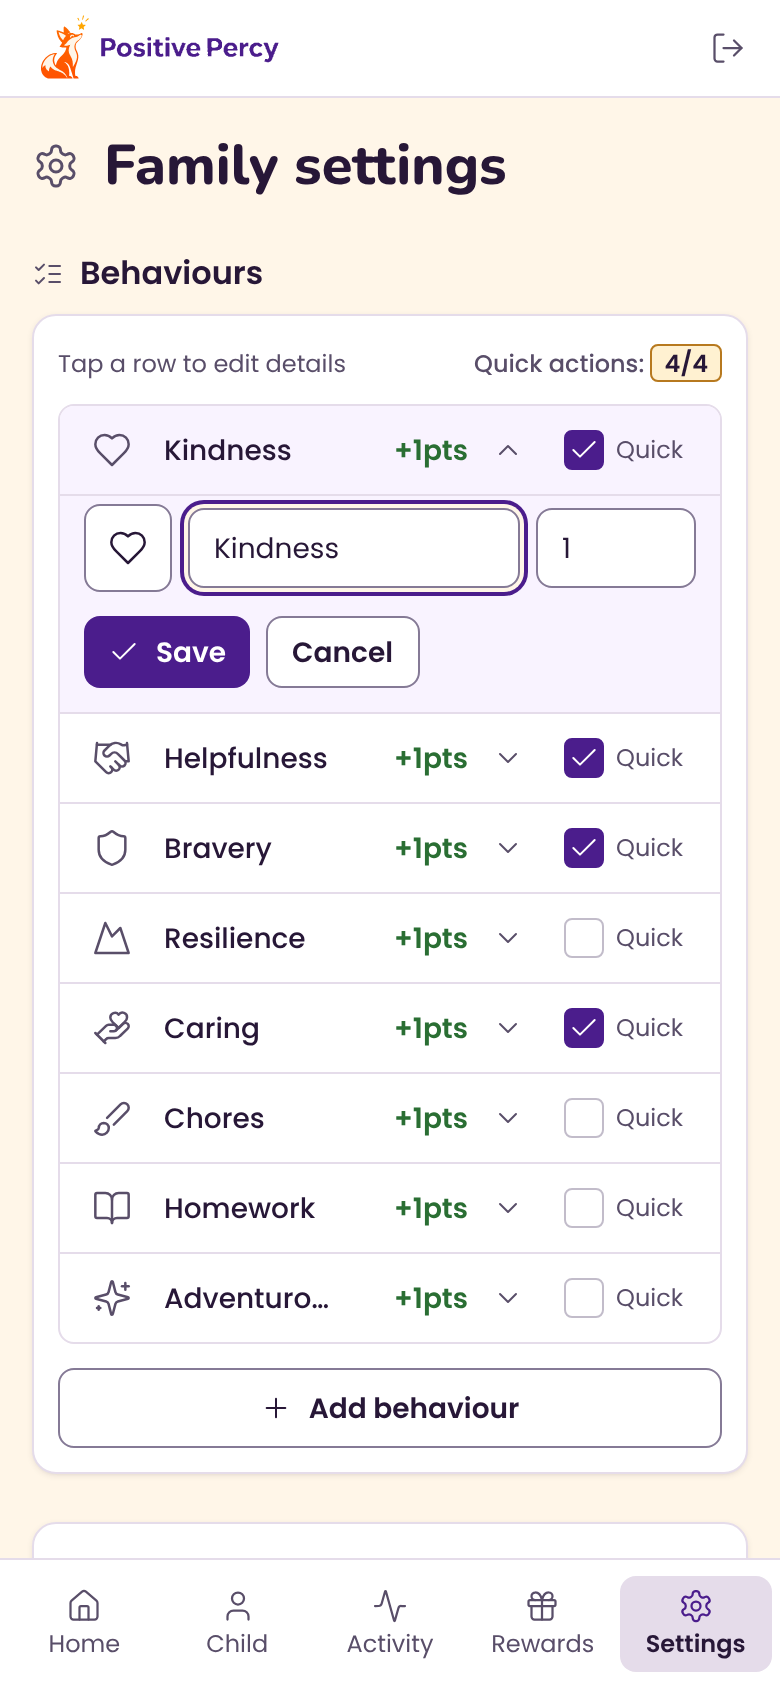 Positive Percy
Family settings
Behaviours
Tap a row to edit details Quick actions: 4/4
Kindness +1pts Quick
Kindness 1
Save Cancel
Helpfulness +1pts Quick
Bravery +1pts Quick
Resilience +1pts Quick
Caring +1pts Quick
Chores +1pts Quick
Homework +1pts Quick
Adventuro... +1pts Quick
Add behaviour
Home Child Activity Rewards Settings